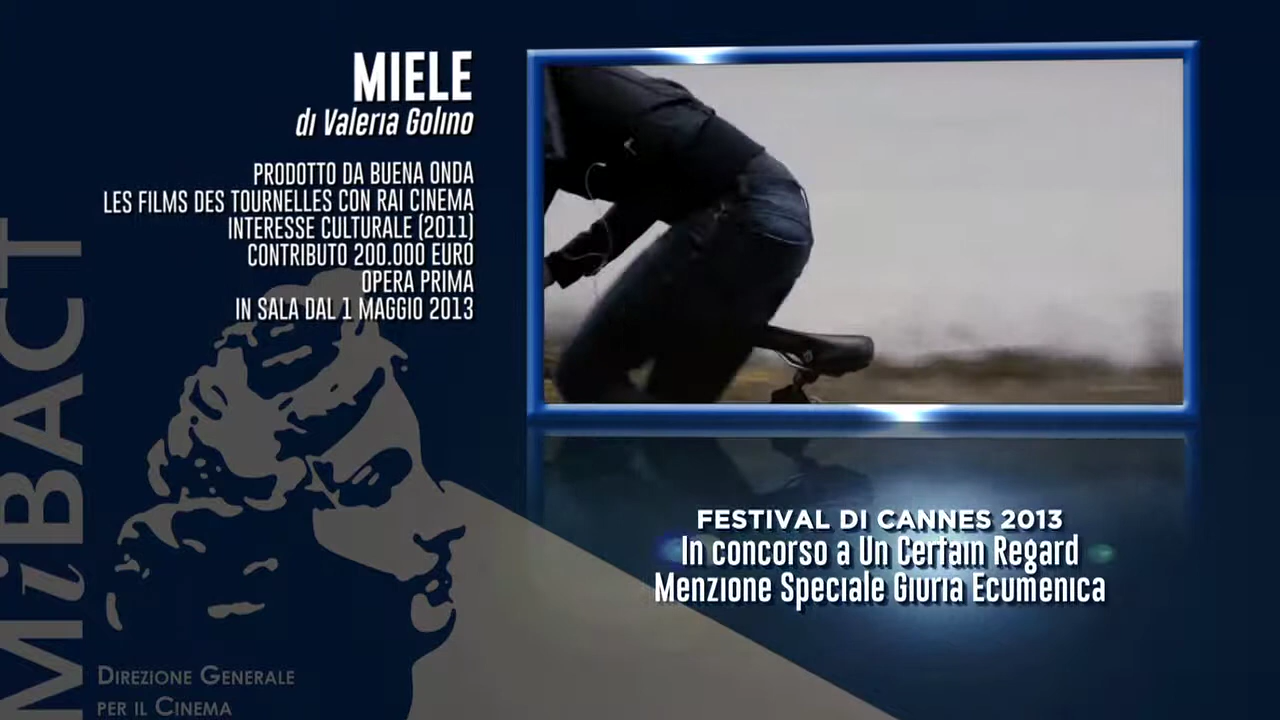 MIELE
di Valeria Golino
PRODOTTO DA BUENA ONDA
LES FILMS DES TOURNELLES CON RAI CINEMA
INTERESSE CULTURALE (2011)
CONTRIBUTO 200.000 EURO
OPERA PRIMA
IN SALA DAL 1 MAGGIO 2013
FESTIVAL DI CANNES 2013
In concorso a Un Certain Regard
Menzione Speciale Giuria Ecumenica
MiBACT
DIREZIONE GENERALE
PER IL CINEMA